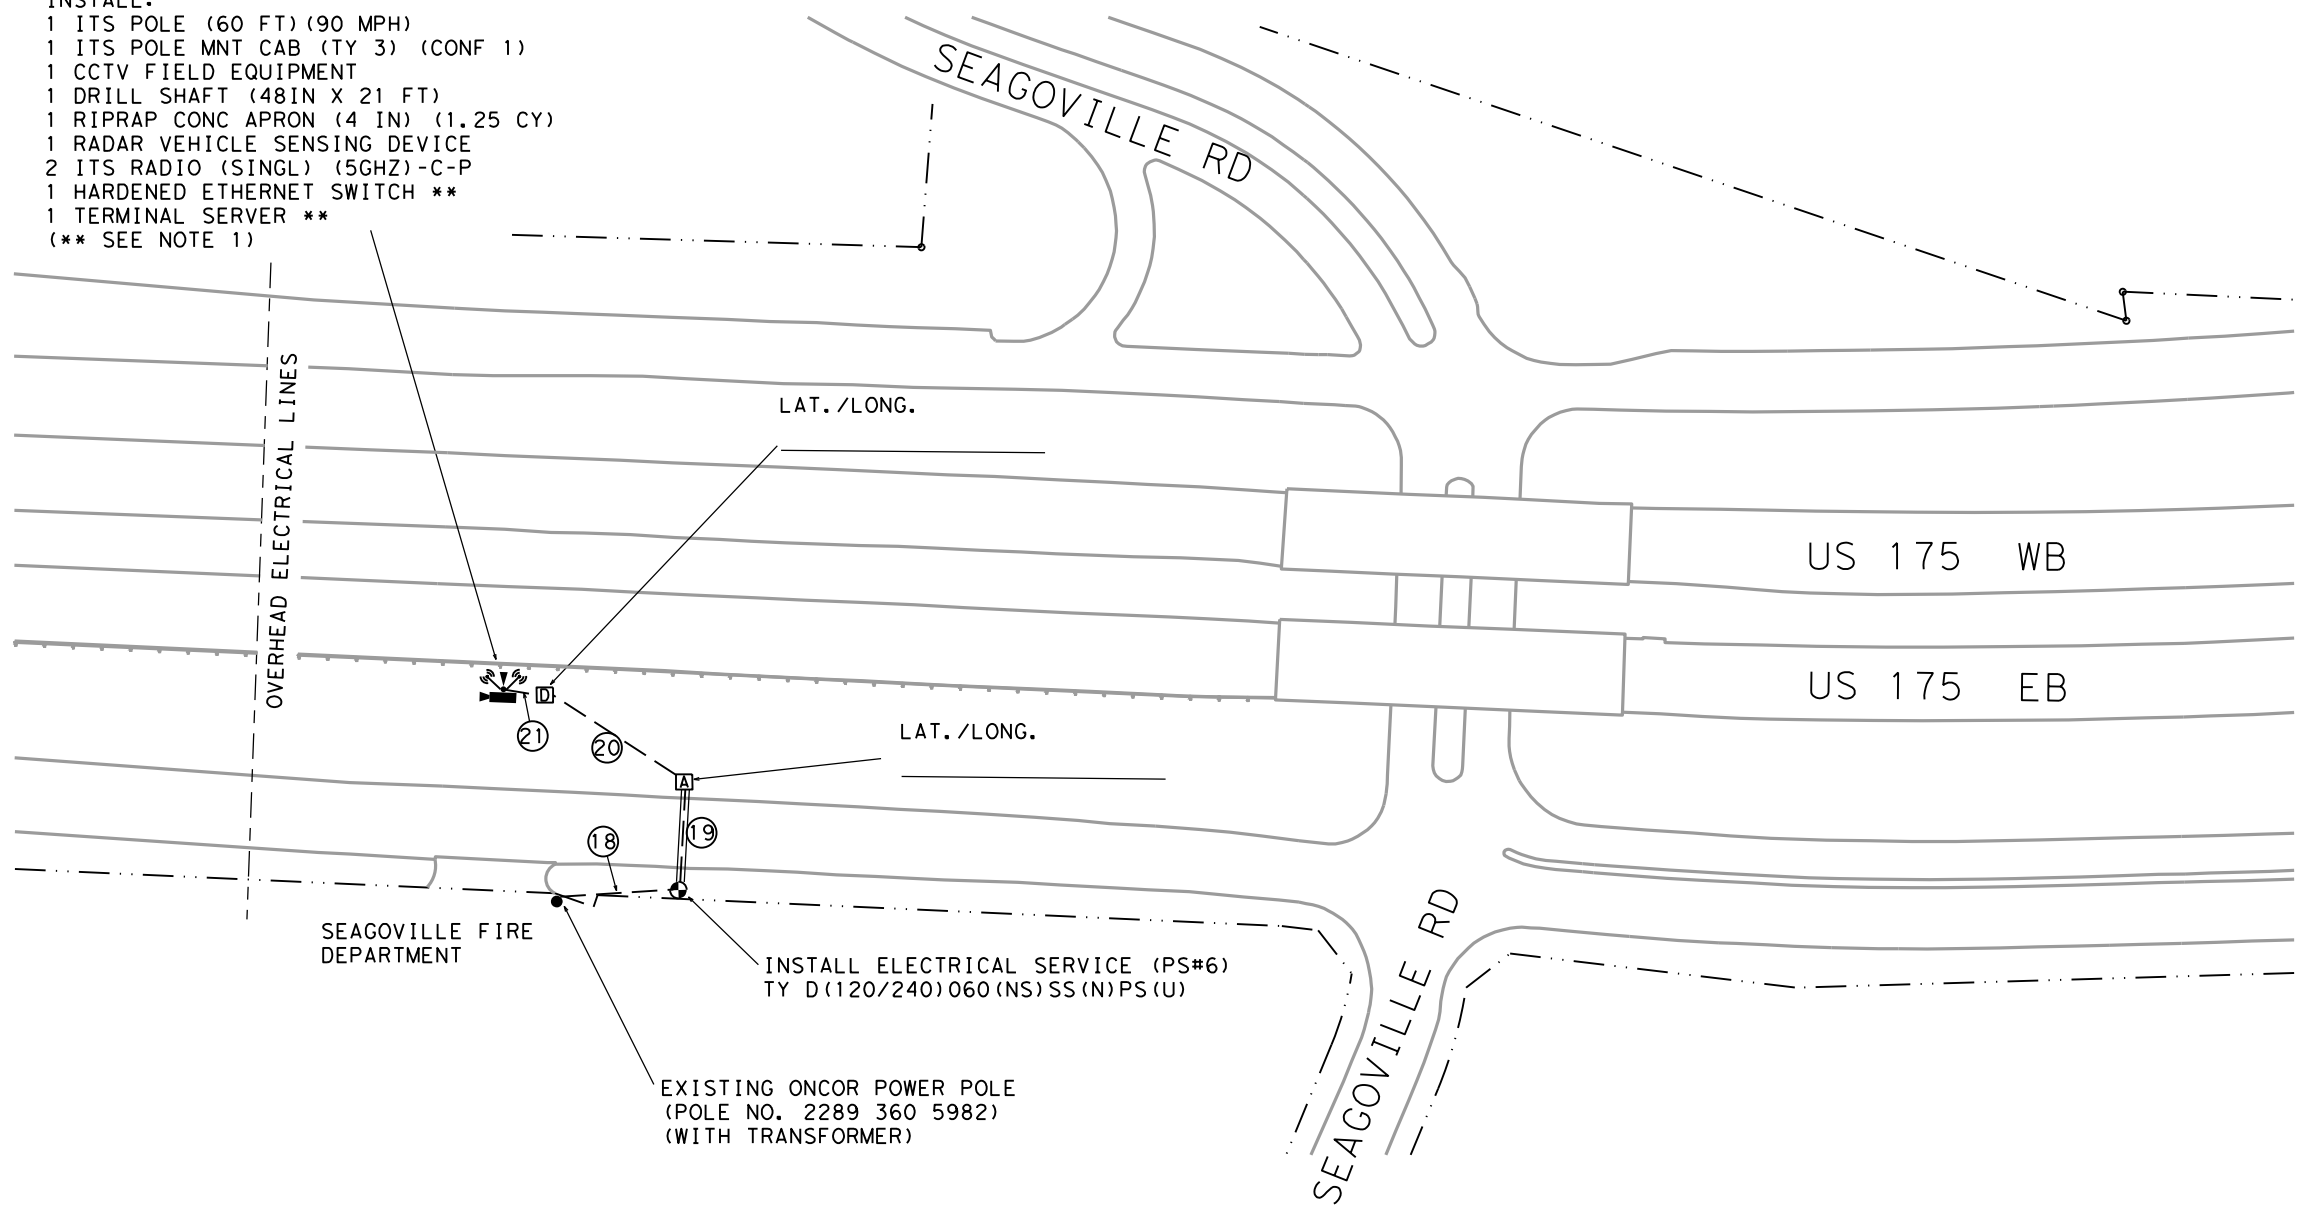 INSTALL:
1 ITS POLE (60 FT)(90 MPH)
1 ITS POLE MNT CAB (TY 3) (CONF 1)
1 CCTV FIELD EQUIPMENT
1 DRILL SHAFT (48IN X 21 FT)
1 RIPRAP CONC APRON (4 IN) (1.25 CY)
1 RADAR VEHICLE SENSING DEVICE
2 ITS RADIO (SINGL) (5GHZ)-C-P
1 HARDENED ETHERNET SWITCH **
1 TERMINAL SERVER **
(** SEE NOTE 1)
SEAGOVILLE RD
OVERHEAD ELECTRICAL LINES
LAT./LONG.
US 175 WB
US 175 EB
D
21
20
LAT./LONG.
A
19
18
SEAGOVILLE FIRE
DEPARTMENT
INSTALL ELECTRICAL SERVICE (PS#6)
TY D(120/240)060(NS)SS(N)PS(U)
EXISTING ONCOR POWER POLE
(POLE NO. 2289 360 5982)
(WITH TRANSFORMER)
SEAGOVILLE RD